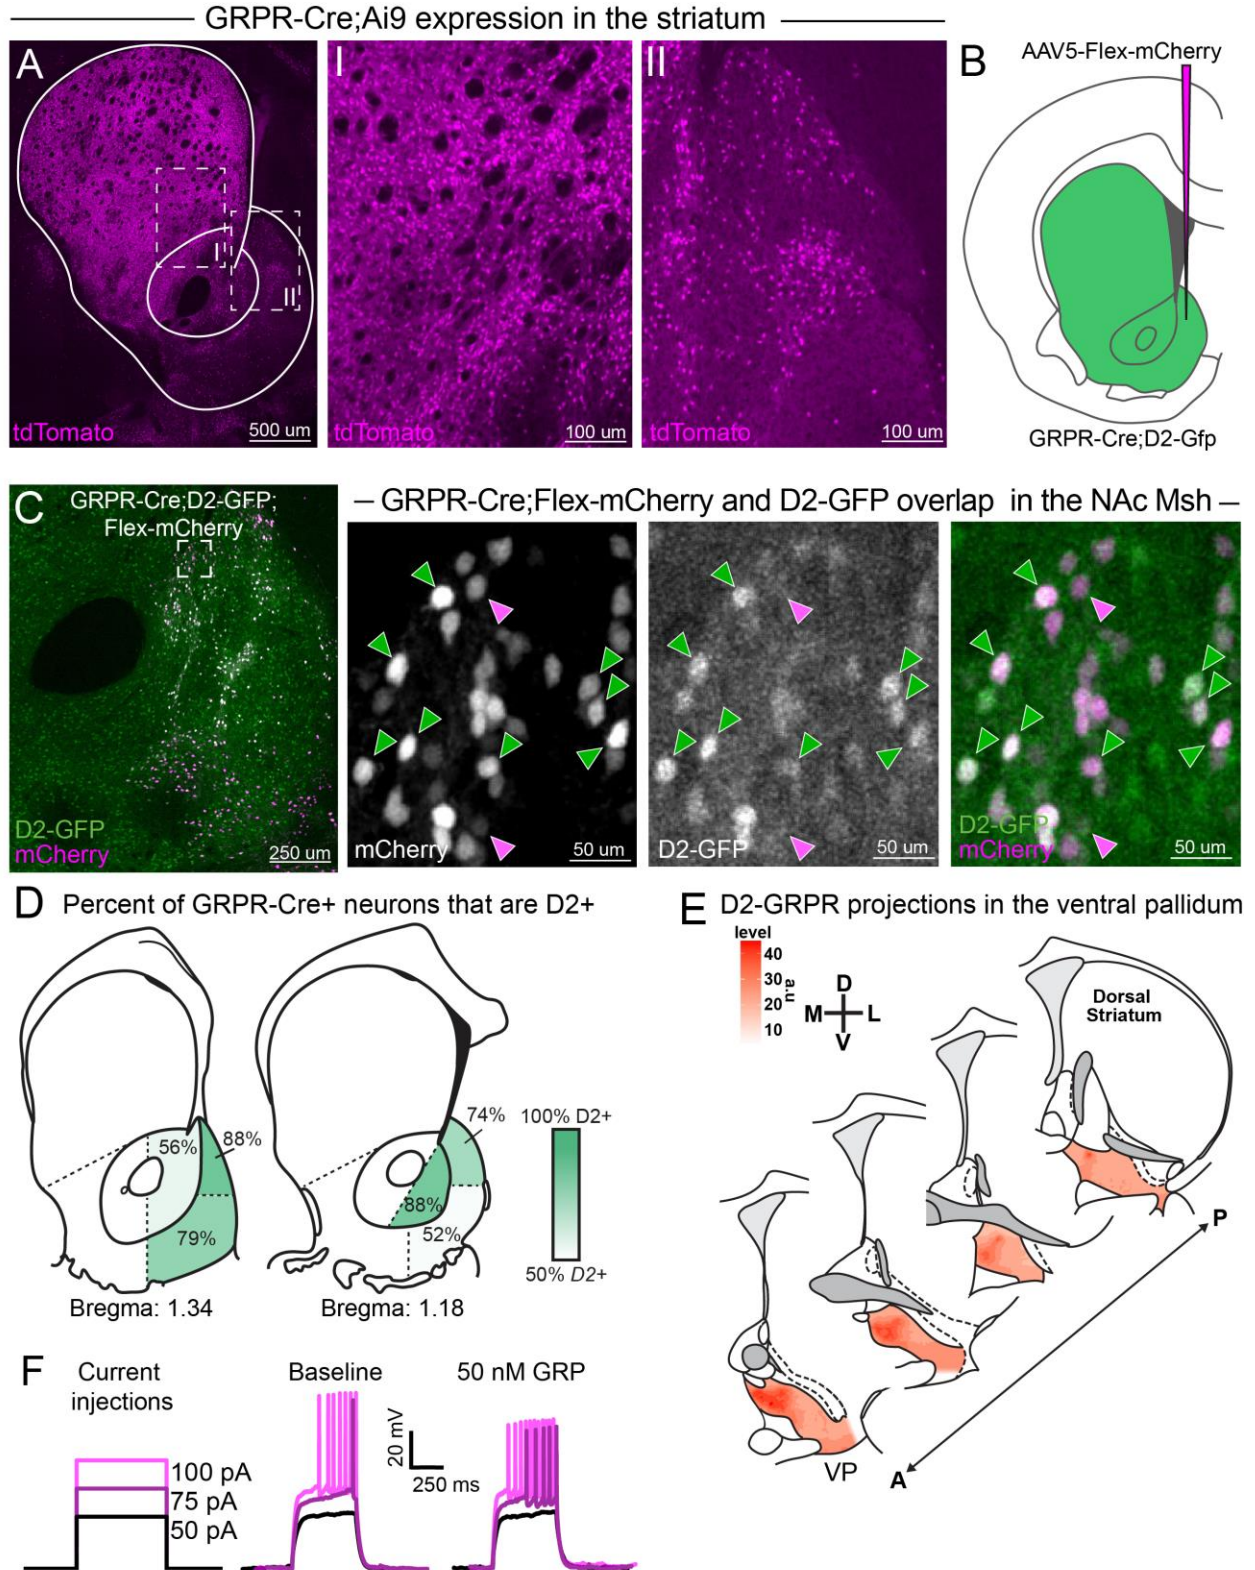 GRPR-Cre;Ai9 expression in the striatum
A
I
II
tdTomato
500 um
I
tdTomato
100 um
II
tdTomato
100 um
B
AAV5-Flex-mCherry
GRPR-Cre;D2-Gfp
C
GRPR-Cre;D2-GFP;
Flex-mCherry
D2-GFP
mCherry
250 um
GRPR-Cre;Flex-mCherry and D2-GFP overlap in the NAc Msh
mCherry
50 um
D2-GFP
50 um
D2-GFP
mCherry
50 um
D
Percent of GRPR-Cre+ neurons that are D2+
56%
88%
79%
Bregma: 1.34
74%
88%
52%
Bregma: 1.18
100% D2+
50% D2+
E
D2-GRPR projections in the ventral pallidum
level
40
30
20
10
a.u
D
M
L
V
Dorsal
Striatum
P
A
VP
F
Current
injections
100 pA
75 pA
50 pA
Baseline
20 mV
250 ms
50 nM GRP